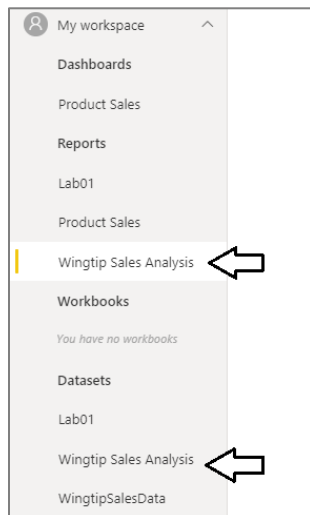 My workspace
Dashboards
Product Sales
Reports
Lab01
Product Sales
Wingtip Sales Analysis
Workbooks
You have no workbooks
Datasets
Lab01
Wingtip Sales Analysis
WingtipSalesData